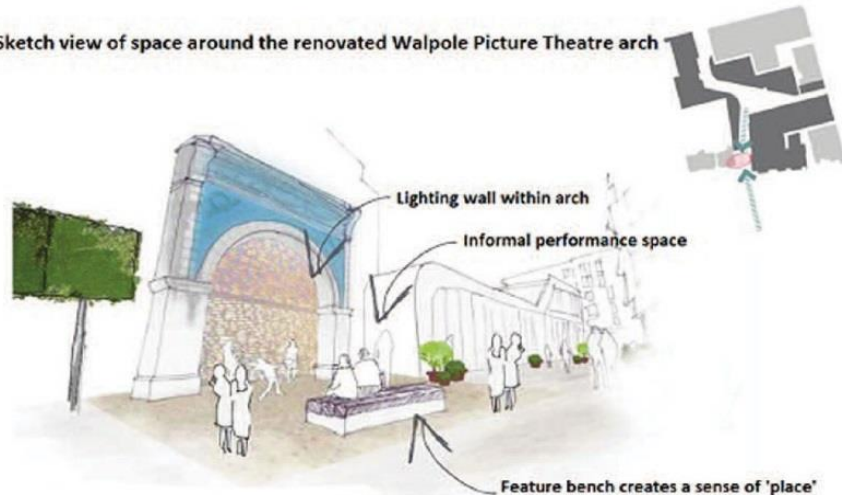 Sketch view of space around the renovated Walpole Picture Theatre arch
Lighting wall within arch
Informal performance space
Feature bench creates a sense of 'place'